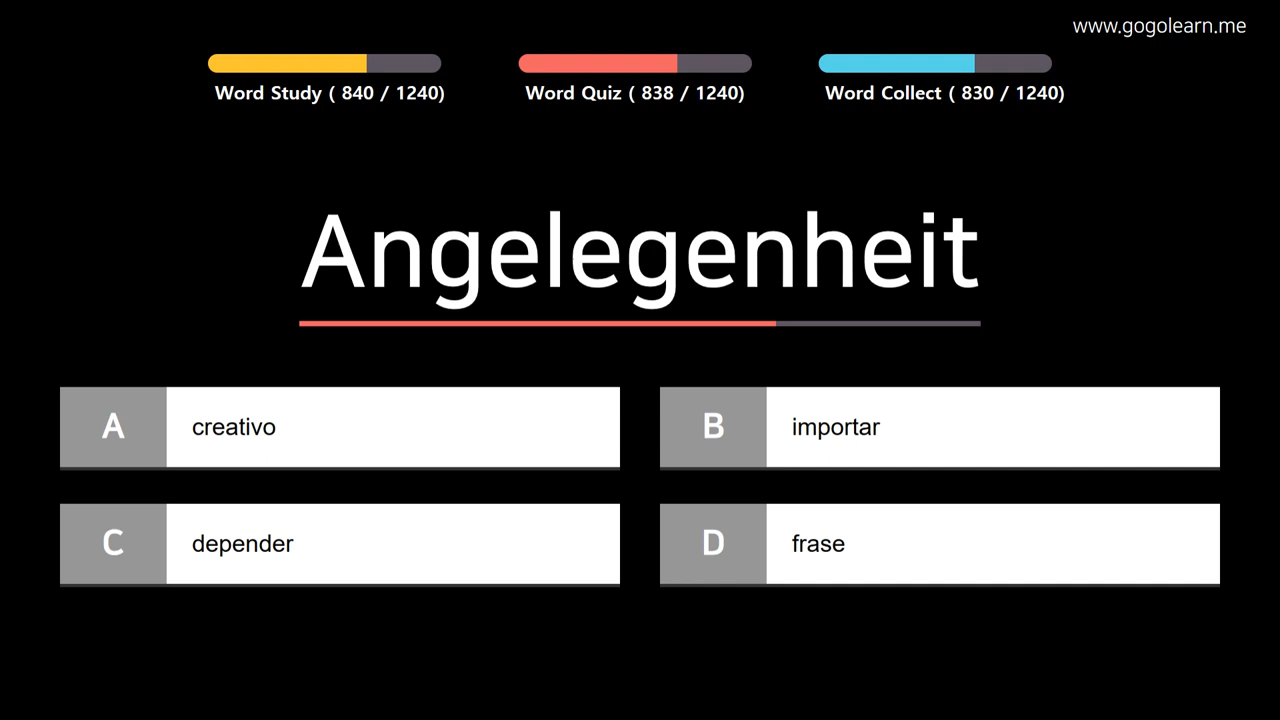 www.gogolearn.me
Word Study ( 840 / 1240)
Word Quiz ( 838 / 1240)
Word Collect ( 830 / 1240)
Angelegenheit
A creativo
B importar
C depender
D frase